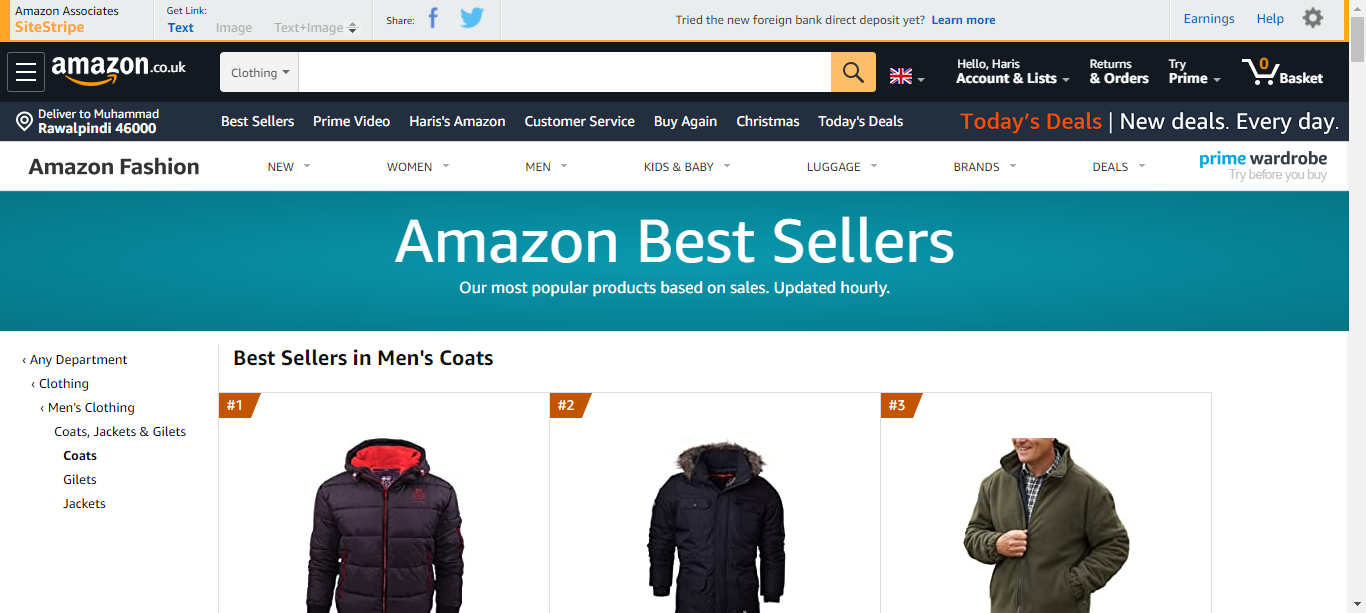 Amazon Associates
SiteStripe
Get Link:
Text Image Text+Image
Share:
Tried the new foreign bank direct deposit yet? Learn more
Earnings Help
amazon.co.uk
Clothing
Hello, Haris
Account & Lists
Returns
& Orders
Try
Prime
0
Basket
Deliver to Muhammad
Rawalpindi 46000
Best Sellers Prime Video Haris's Amazon Customer Service Buy Again Christmas Today's Deals
Today's Deals | New deals. Every day.
Amazon Fashion
NEW WOMEN MEN KIDS & BABY LUGGAGE BRANDS DEALS
prime wardrobe
Try before you buy
Amazon Best Sellers
Our most popular products based on sales. Updated hourly.
‹ Any Department
‹ Clothing
‹ Men's Clothing
Coats, Jackets & Gilets
Coats
Gilets
Jackets
Best Sellers in Men's Coats
#1 #2 #3